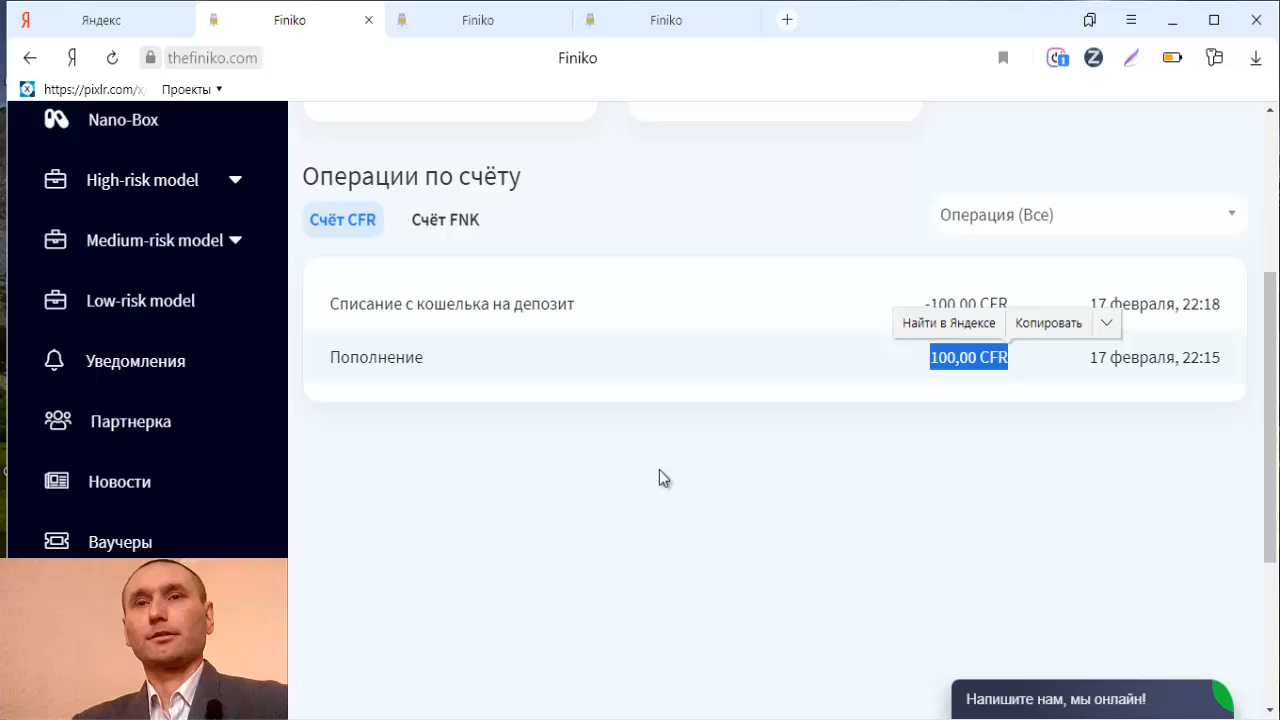 Яндекс
Finiko
Finiko
Finiko
thefiniko.com
Finiko
https://pixlr.com/x/
Проекты
Nano-Box
High-risk model
Medium-risk model
Low-risk model
Уведомления
Партнерка
Новости
Ваучеры
Операции по счёту
Счёт CFR
Счёт FNK
Операция (Все)
Списание с кошелька на депозит
-100,00 CFR
17 февраля, 22:18
Найти в Яндексе
Копировать
Пополнение
100,00 CFR
17 февраля, 22:15
Напишите нам, мы онлайн!